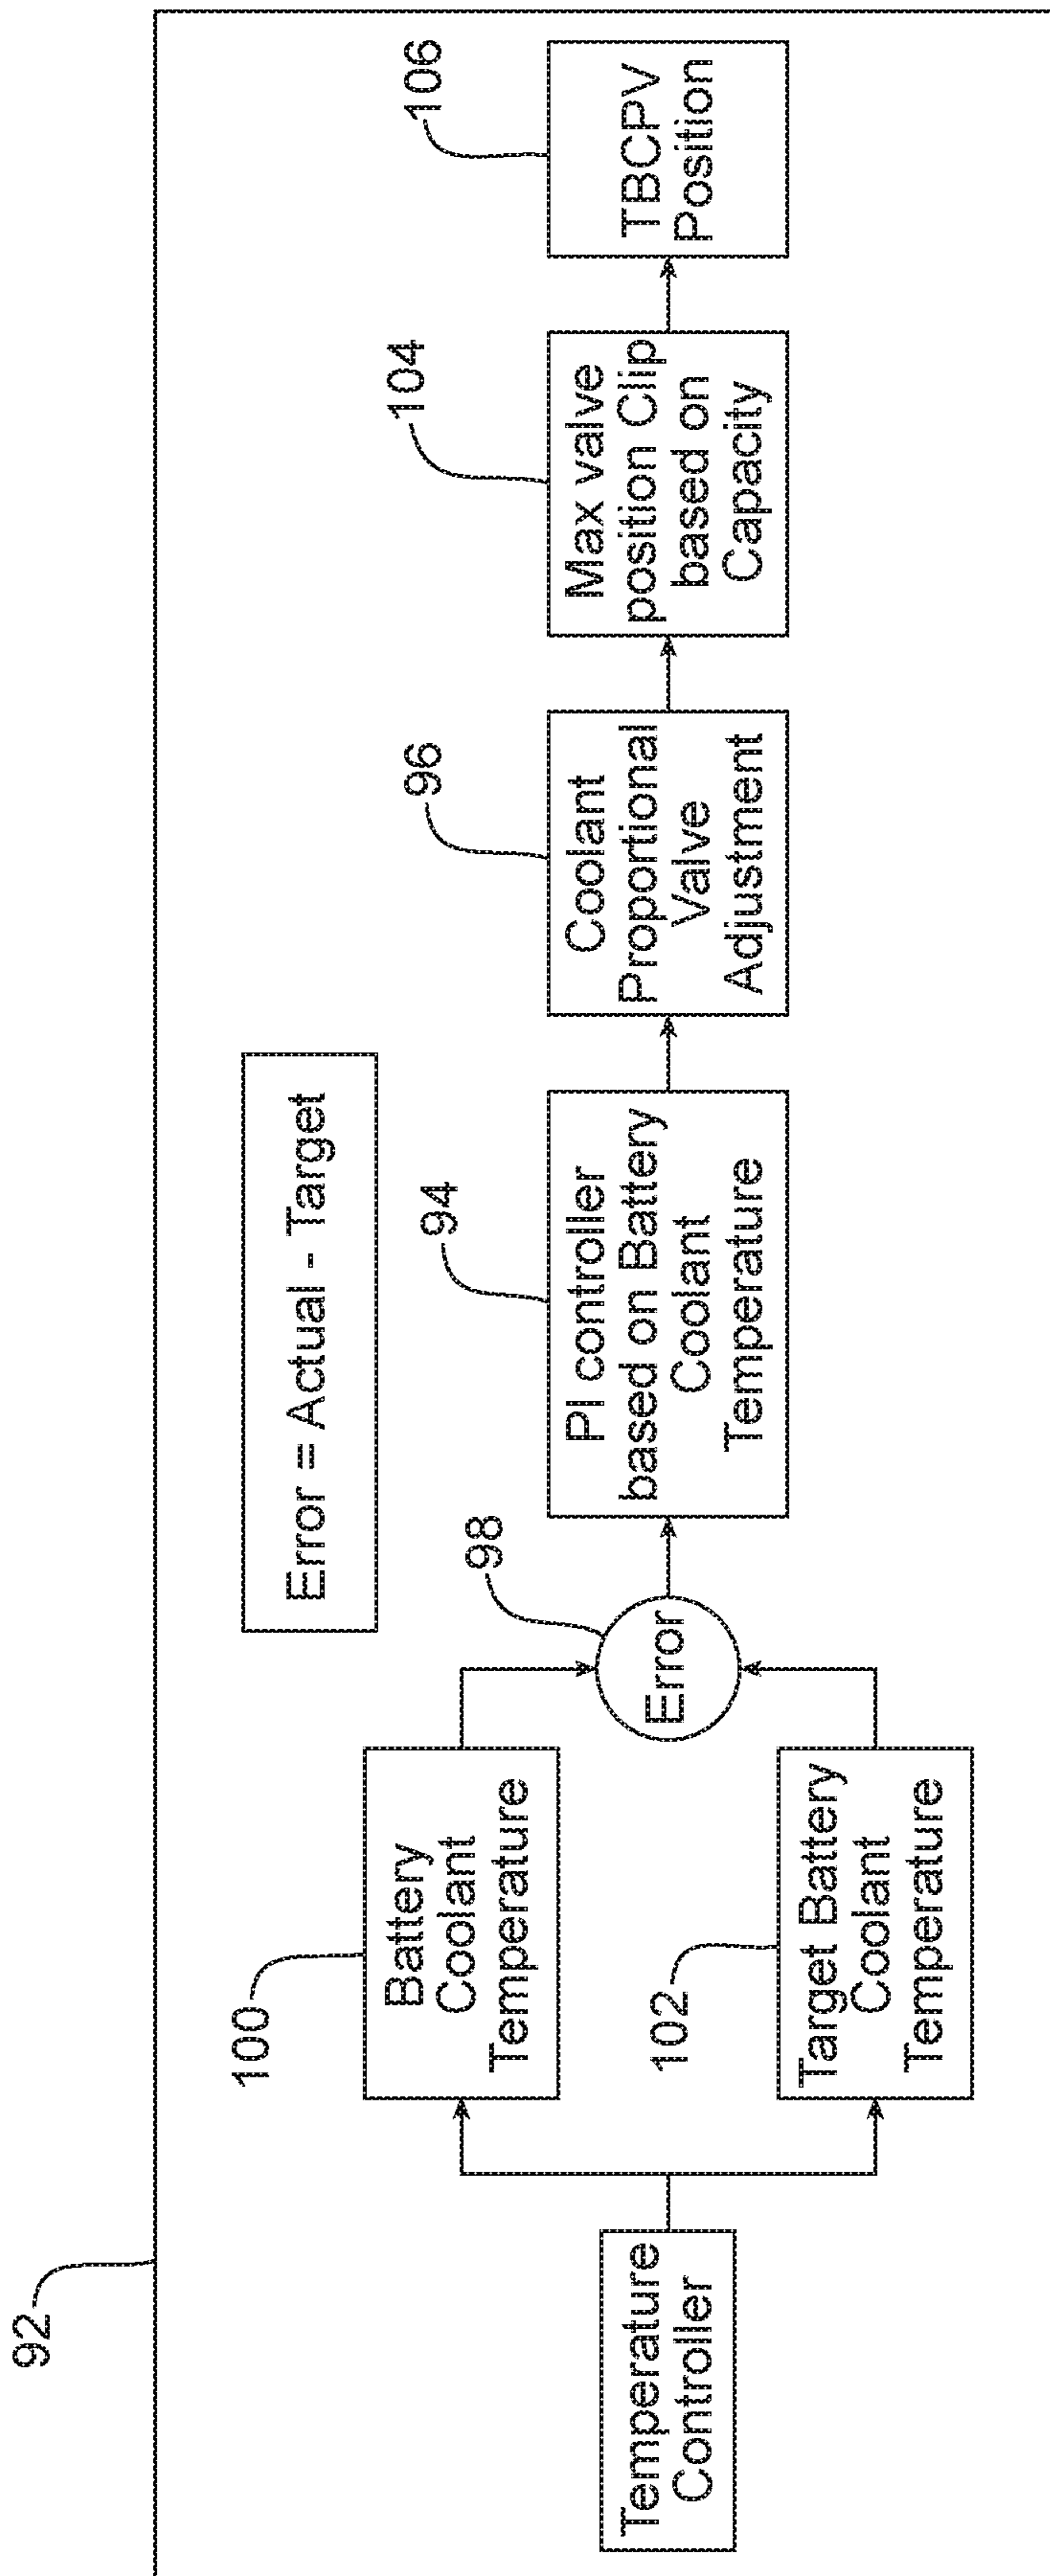 92
Error = Actual - Target
Temperature
Controller
100
Battery
Coolant
Temperature
102
Target Battery
Coolant
Temperature
98
Error
94
PI controller
based on Battery
Coolant
Temperature
96
Coolant
Proportional
Valve
Adjustment
104
Max valve
position Clip
based on
Capacity
106
TBCPV
Position